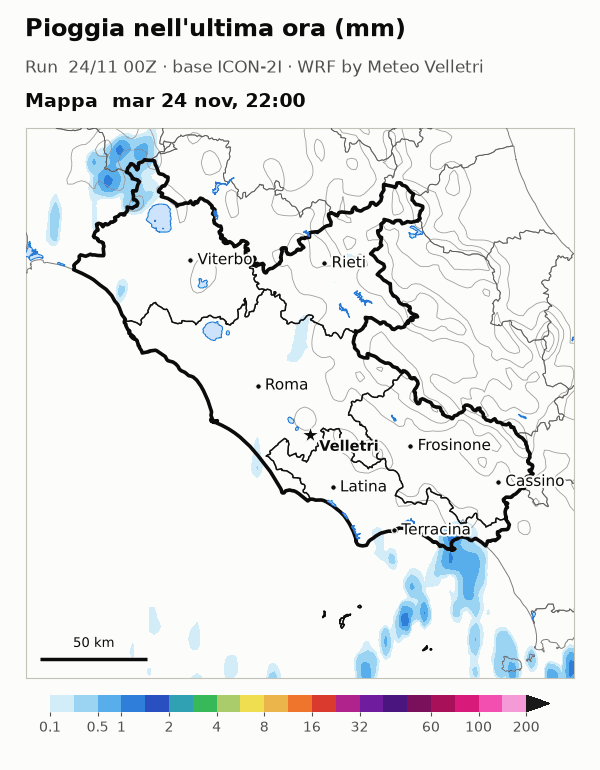 Pioggia nell'ultima ora (mm)
Run  24/11 00Z · base ICON-2I · WRF by Meteo Velletri
Mappa  mar 24 nov, 22:00
Viterbo
Rieti
Roma
Velletri
Frosinone
Cassino
Latina
Terracina
50 km
0.1 0.5 1 2 4 8 16 32 60 100 200